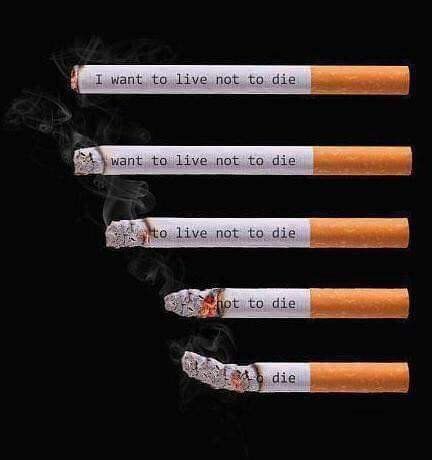 I want to live not to die
want to live not to die
to live not to die
not to die
o die